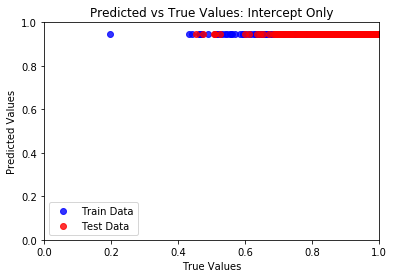 Predicted vs True Values: Intercept Only
1.0
0.8
0.6
0.4
0.2
0.0
Predicted Values
Train Data
Test Data
0.0 0.2 0.4 0.6 0.8 1.0
True Values